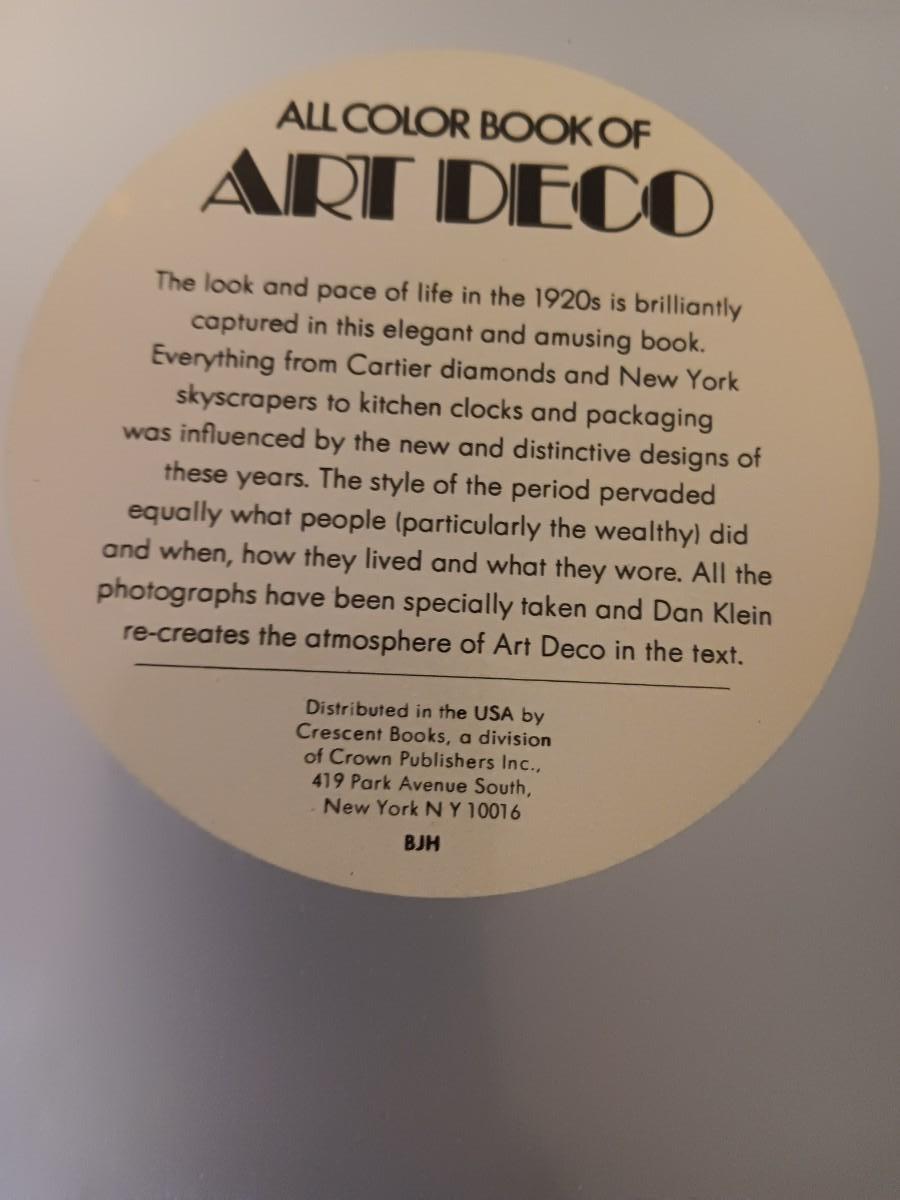 ALL COLOR BOOK OF
ART DECO
The look and pace of life in the 1920s is brilliantly
captured in this elegant and amusing book.
Everything from Cartier diamonds and New York
skyscrapers to kitchen clocks and packaging
was influenced by the new and distinctive designs of
these years. The style of the period pervaded
equally what people (particularly the wealthy) did
and when, how they lived and what they wore. All the
photographs have been specially taken and Dan Klein
re-creates the atmosphere of Art Deco in the text.
Distributed in the USA by
Crescent Books, a division
of Crown Publishers Inc.,
419 Park Avenue South,
New York N Y 10016
BJH